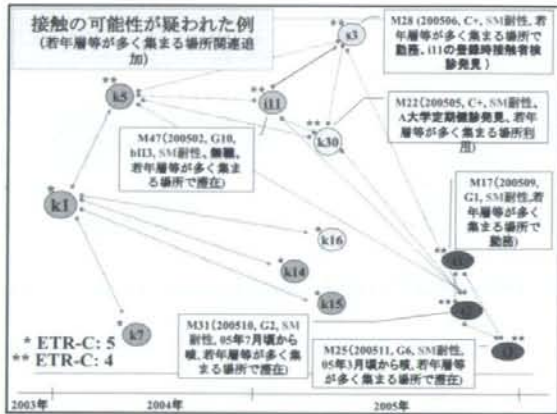 接触の可能性が疑われた例
(若年層等が多く集まる場所関連追
加)
M28 (200506, C+, SM耐性, 若
年層等が多く集まる場所で
勤務、i11の登録時接触者検
診発見)
**
s3
**
k5
**
i11
**
k30
M22(200505, C+, SM耐性、
A大学定期健診発見、若年
層等が多く集まる場所利
用)
M47(200502, G10,
bII3, SM耐性、無職、
若年層等が多く集ま
る場所で滞在)
M17(200509,
G1, SM耐性,若
年層等が多く
集まる場所で
勤務)
*
k1
*
k16
**
*
k14
*
k15
**
*
k7
**
M31(200510, G2, SM
耐性, 05年7月頃から
咳, 若年層等が多く集
まる場所で滞在)
M25(200511, G6, SM
耐性, 05年3月頃から咳, 若年層等
が多く集まる場所で滞在)
* ETR-C: 5
** ETR-C: 4
2003年
2004年
2005年